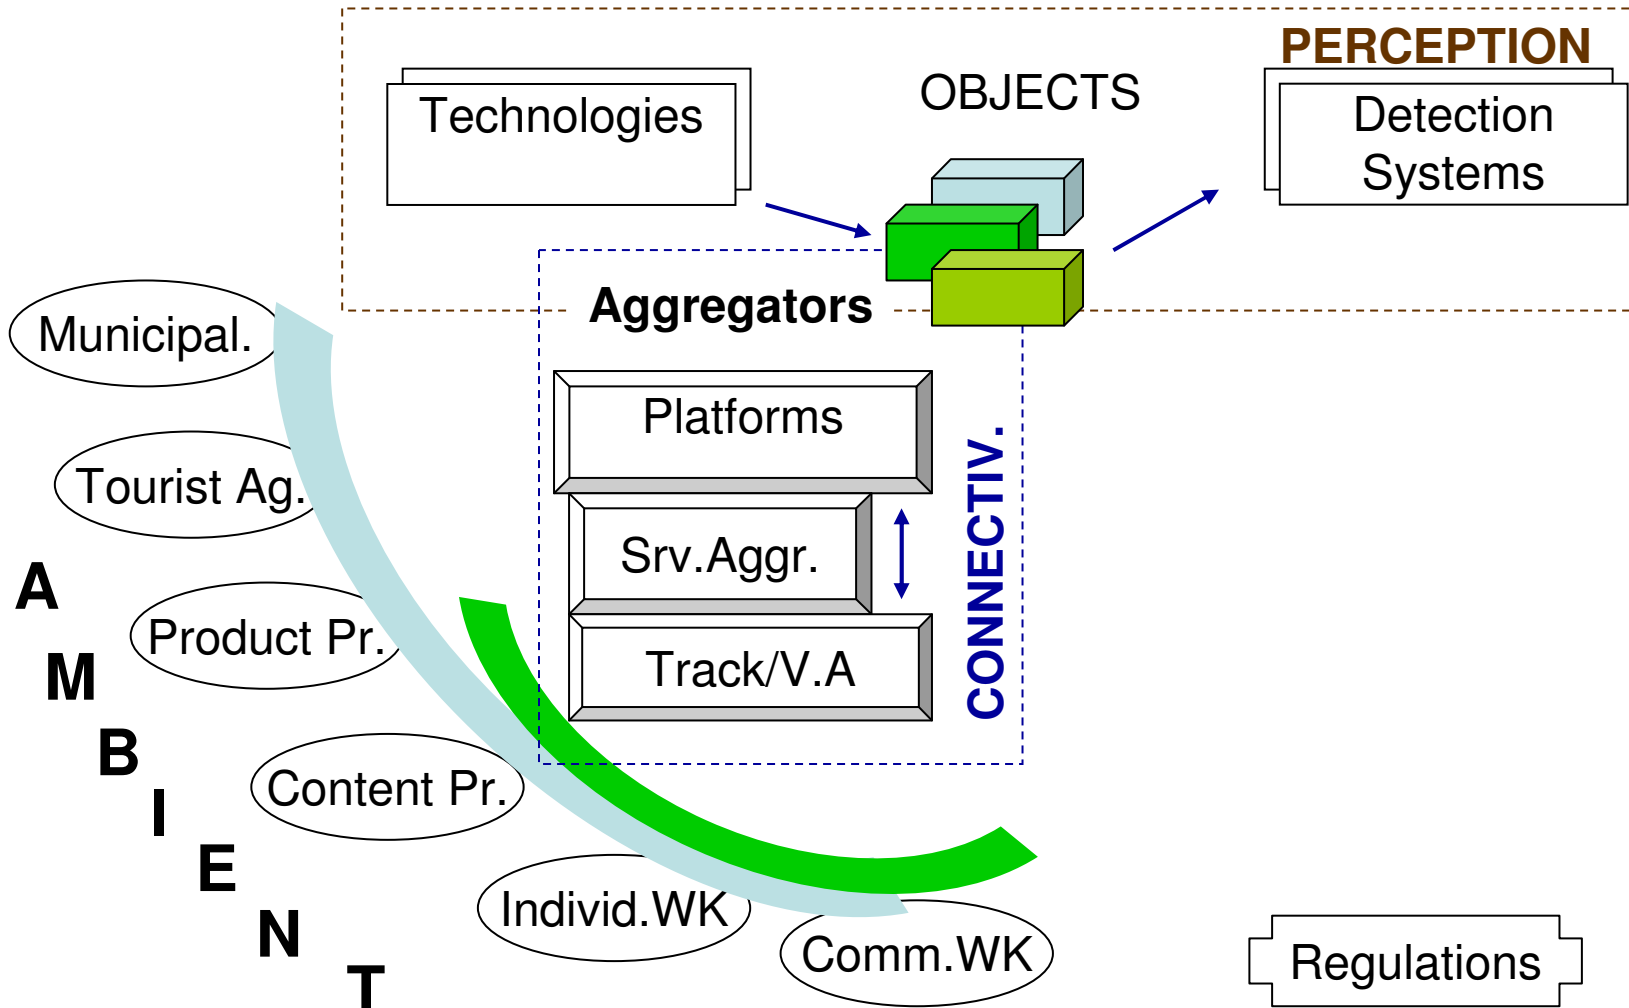 PERCEPTION
Technologies
OBJECTS
Detection
Systems
Aggregators
Municipal.
Platforms
CONNECTIV.
Tourist Ag.
Srv.Aggr.
Product Pr.
Track/V.A
Content Pr.
Individ.WK
Comm.WK
Regulations
A
M
B
I
E
N
T